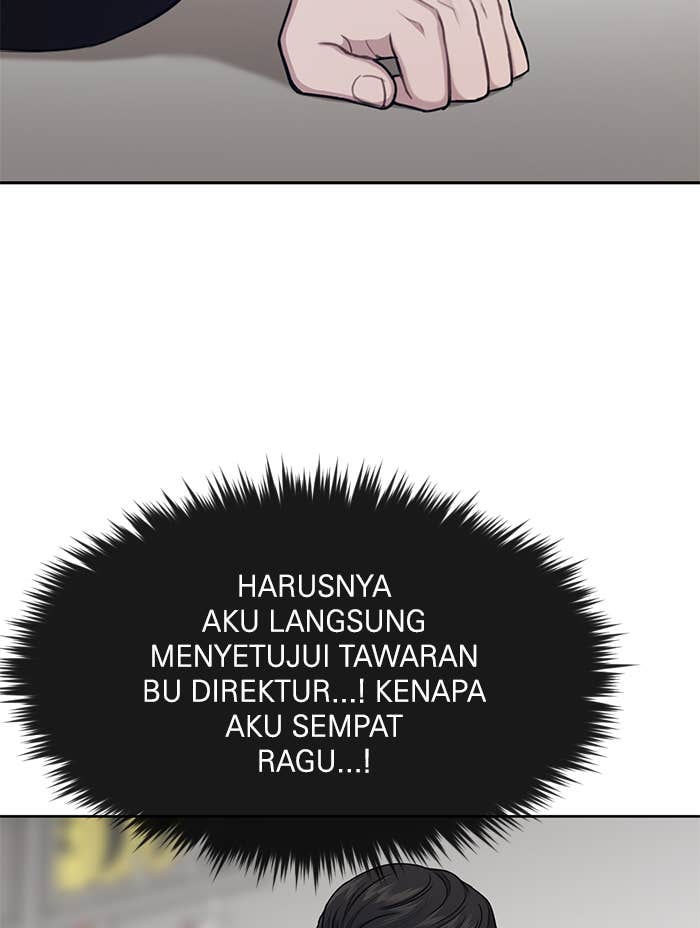 HARUSNYA
AKU LANGSUNG
MENYETUJUI TAWARAN
BU DIREKTUR...! KENAPA
AKU SEMPAT
RAGU...!